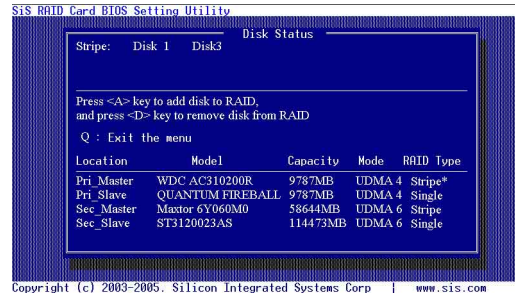 SiS RAID Card BIOS Setting Utility
Disk Status
Stripe: Disk 1 Disk3
Press <A> key to add disk to RAID,
and press <D> key to remove disk from RAID
Q : Exit the menu
Location Model Capacity Mode RAID Type
Pri_Master WDC AC310200R 9787MB UDMA 4 Stripe*
Pri_Slave QUANTUM FIREBALL 9787MB UDMA 4 Single
Sec_Master Maxtor 6Y060M0 58644MB UDMA 6 Stripe
Sec_Slave ST3120023AS 114473MB UDMA 6 Single
Copyright (c) 2003-2005. Silicon Integrated Systems Corp | www.sis.com